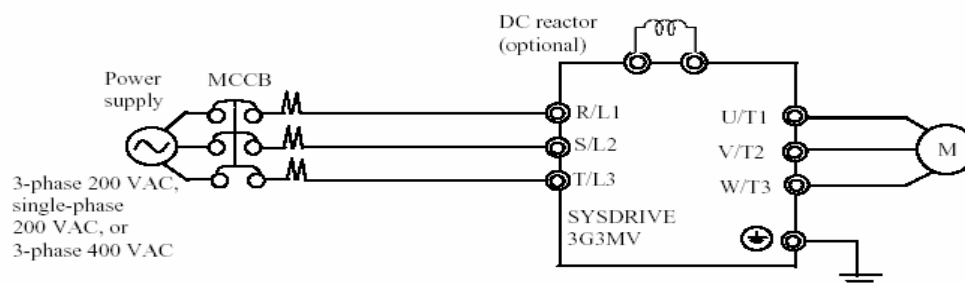 DC reactor
(optional)
Power
supply
MCCB
3-phase 200 VAC,
single-phase
200 VAC, or
3-phase 400 VAC
R/L1
S/L2
T/L3
SYSDRIVE
3G3MV
U/T1
V/T2
W/T3
M